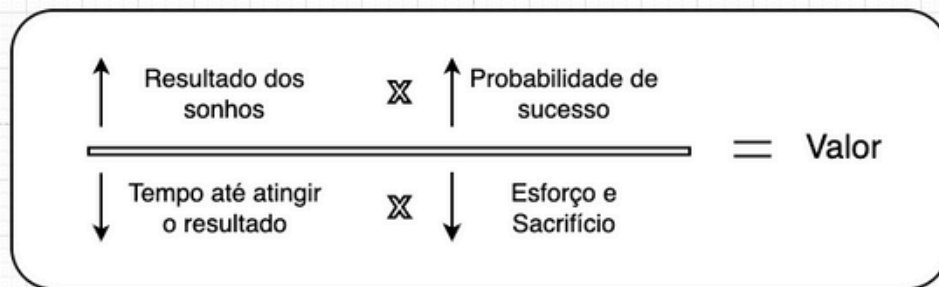 Resultado dos
sonhos
X
Probabilidade de
sucesso
= Valor
Tempo até atingir
o resultado
X
Esforço e
Sacrifício